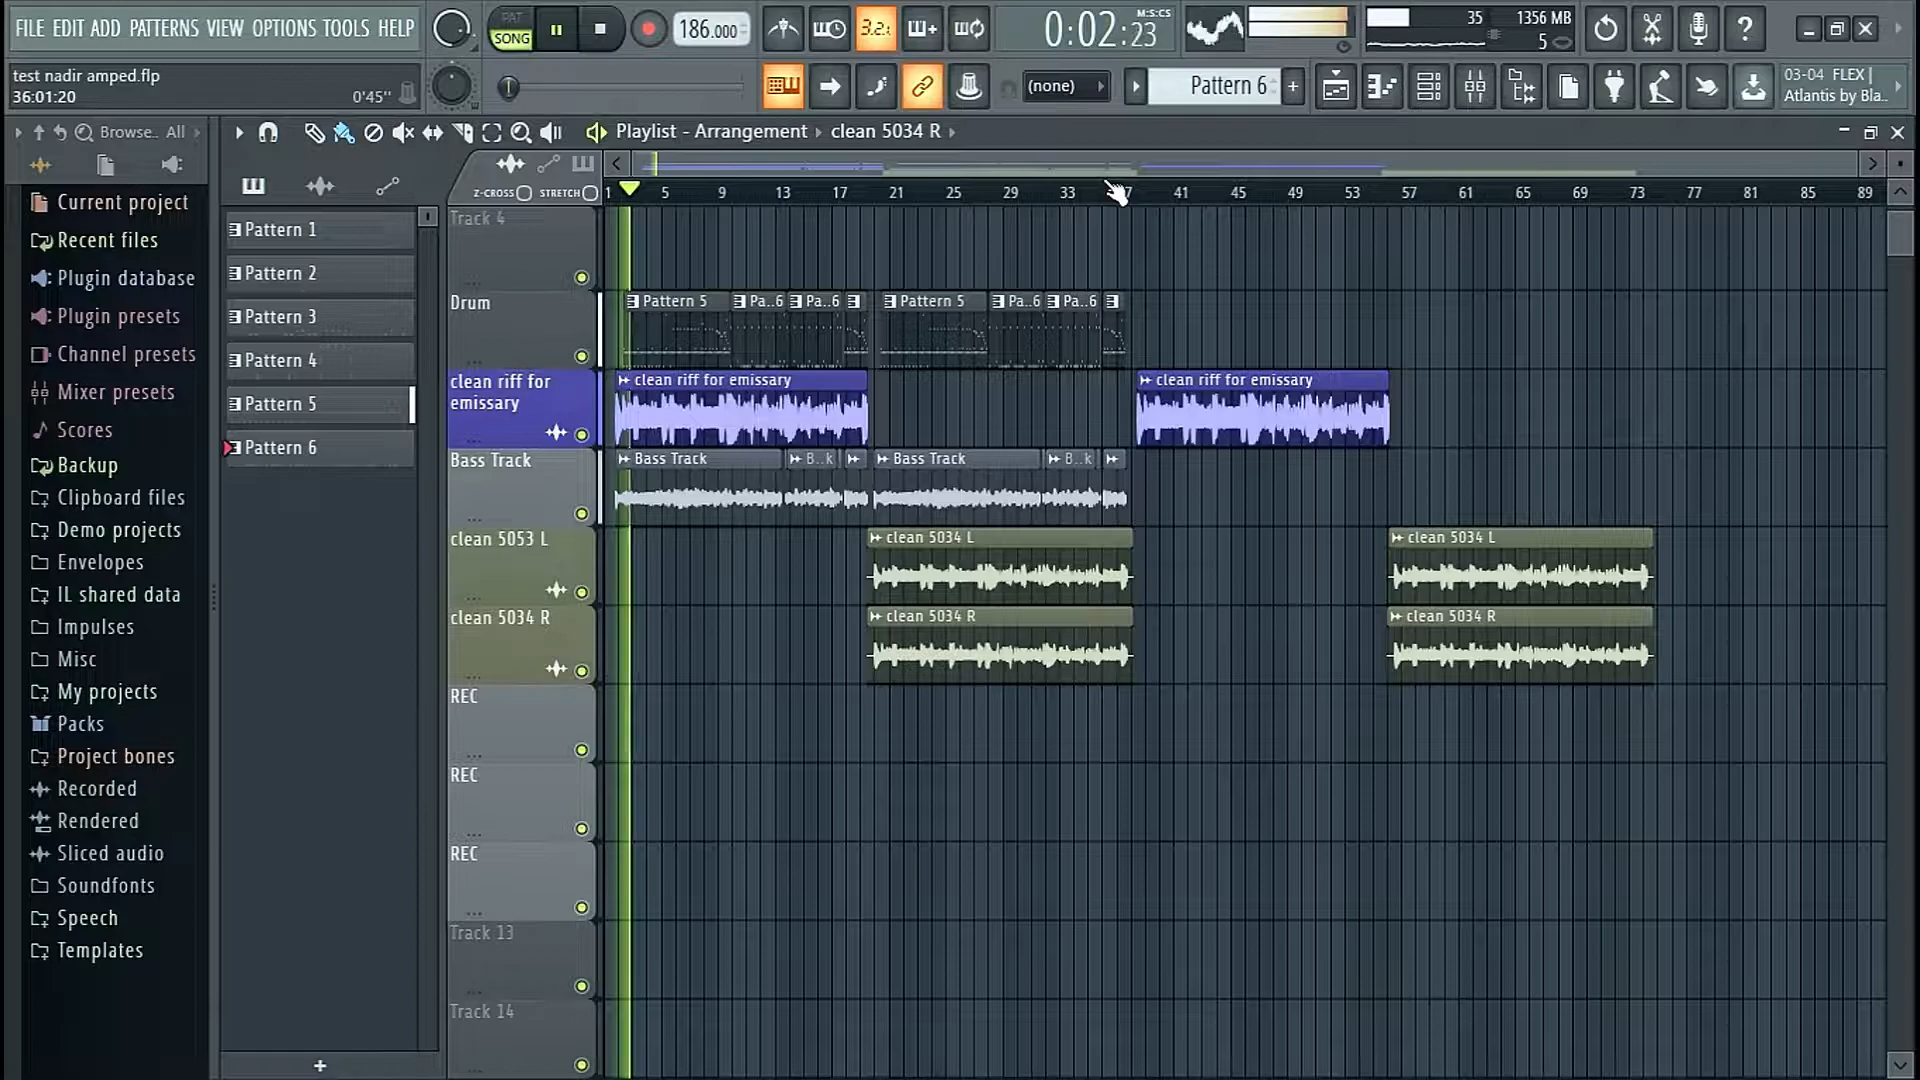 FILE EDIT ADD PATTERNS VIEW OPTIONS TOOLS HELP
PAT
SONG
186.000
3.2.1
0:02:23
M:S:CS
35
1356 MB
5
?
test nadir amped.flp
36:01:20
0'45"
(none)
Pattern 6
+
03-04 FLEX |
Atlantis by Bla..
Browse.. All
Playlist - Arrangement
clean 5034 R
Z-CROSS
STRETCH
1 5 9 13 17 21 25 29 33 37 41 45 49 53 57 61 65 69 73 77 81 85 89
Current project
Recent files
Plugin database
Plugin presets
Channel presets
Mixer presets
Scores
Backup
Clipboard files
Demo projects
Envelopes
IL shared data
Impulses
Misc
My projects
Packs
Project bones
Recorded
Rendered
Sliced audio
Soundfonts
Speech
Templates
Pattern 1
Pattern 2
Pattern 3
Pattern 4
Pattern 5
Pattern 6
+
Track 4
Drum
Pattern 5
Pa..6
Pa..6
Pattern 5
Pa..6
Pa..6
clean riff for
emissary
clean riff for emissary
clean riff for emissary
Bass Track
Bass Track
B..k
Bass Track
B..k
clean 5053 L
clean 5034 L
clean 5034 L
clean 5034 R
clean 5034 R
clean 5034 R
REC
REC
REC
Track 13
Track 14